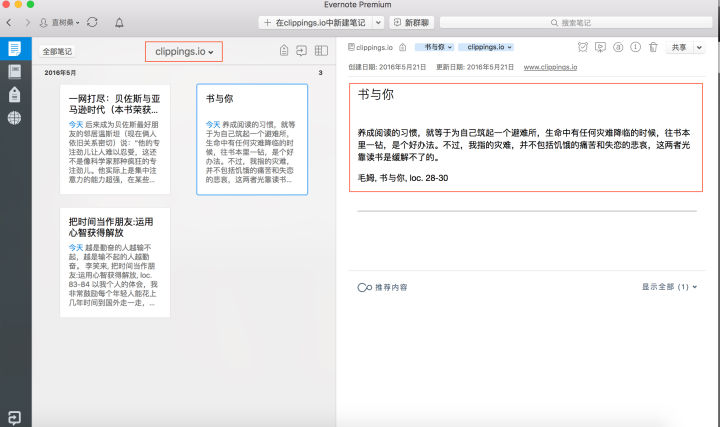 Evernote Premium
直树桑
在clippings.io中新建笔记
新群聊
搜索笔记
全部笔记
clippings.io
2016年5月
3
一网打尽：贝佐斯与亚
马逊时代（本书荣获...
今天 后来成为贝佐斯最好朋
友的邻居温斯坦（现在俩人
依旧关系密切）说：“他的专
注劲儿让人难以忍受，这还
不是像科学家那种疯狂的专
注劲儿。他实际上是集中注
意力的能力超强，在某些...
书与你
今天 养成阅读的习惯，就等
于为自己筑起一个避难所，
生命中有任何灾难降临的时
候，往书本里一钻，是个好
办法。不过，我指的灾难，
并不包括饥饿的痛苦和失恋
的悲哀，这两者光靠读书是...
把时间当作朋友:运用
心智获得解放
今天 越是勤奋的人越输不
起，越是输不起的人越勤
奋。 李笑来, 把时间当作朋
友:运用心智获得解放, loc.
83-84 以我个人的体会，我
非常鼓励每个年轻人能花上
几年时间到国外走一走，...
clippings.io
书与你
clippings.io
共享
创建日期: 2016年5月21日
更新日期: 2016年5月21日
www.clippings.io
书与你
养成阅读的习惯，就等于为自己筑起一个避难所，生命中有任何灾难降临的时候，往书本
里一钻，是个好办法。不过，我指的灾难，并不包括饥饿的痛苦和失恋的悲哀，这两者光
靠读书是缓解不了的。
毛姆, 书与你, loc. 28-30
推荐内容
显示全部 (1)